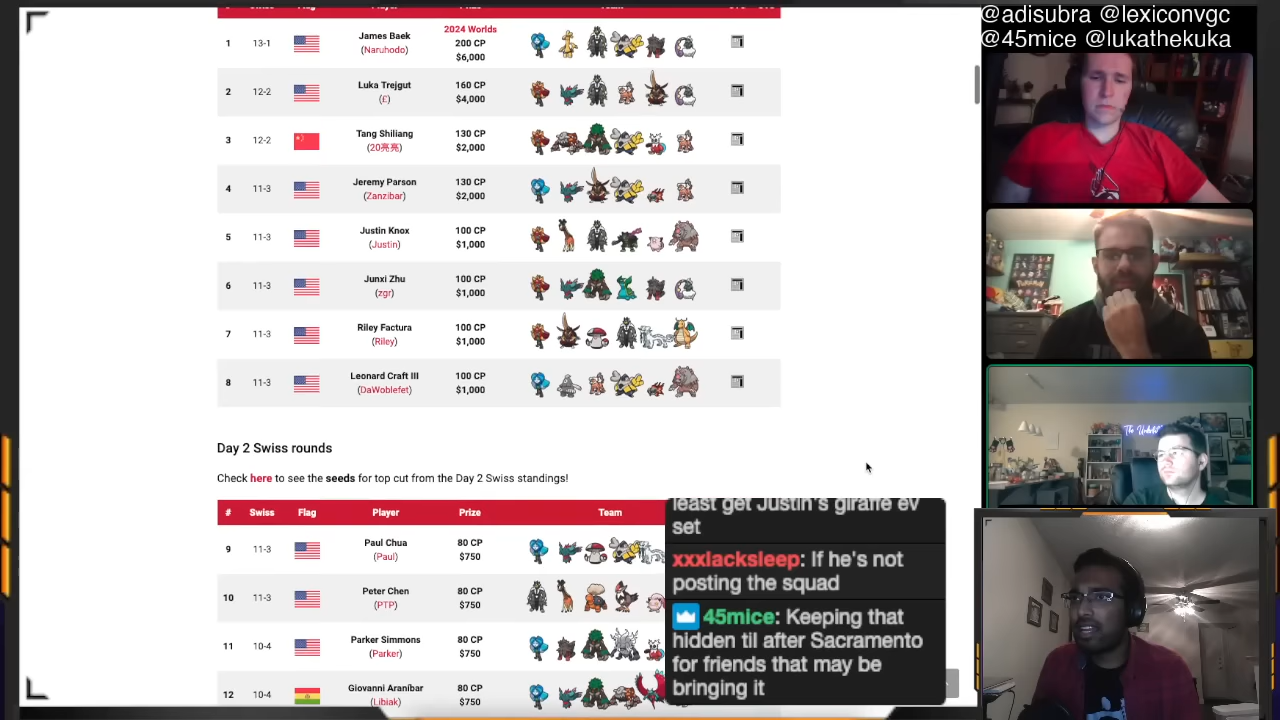 @adisubra @lexiconvgc
@45mice @lukathekuka
1 13-1 James Baek 2024 Worlds
(Naruhodo) 200 CP
$6,000
2 12-2 Luka Trejgut 160 CP
(£) $4,000
3 12-2 Tang Shiliang 130 CP
(20亮亮) $2,000
4 11-3 Jeremy Parson 130 CP
(Zanzibar) $2,000
5 11-3 Justin Knox 100 CP
(Justin) $1,000
6 11-3 Junxi Zhu 100 CP
(zgr) $1,000
7 11-3 Riley Factura 100 CP
(Riley) $1,000
8 11-3 Leonard Craft III 100 CP
(DaWoblefet) $1,000
Day 2 Swiss rounds
Check here to see the seeds for top cut from the Day 2 Swiss standings!
# Swiss Flag Player Prize Team
9 11-3 Paul Chua 80 CP
(Paul) $750
10 11-3 Peter Chen 80 CP
(PTP) $750
11 10-4 Parker Simmons 80 CP
(Parker) $750
12 10-4 Giovanni Araníbar 80 CP
(Libiak) $750
least get Justin's giraffe ev
set
xxxlacksleep: If he's not
posting the squad
45mice: Keeping that
hidden til after Sacramento
for friends that may be
bringing it